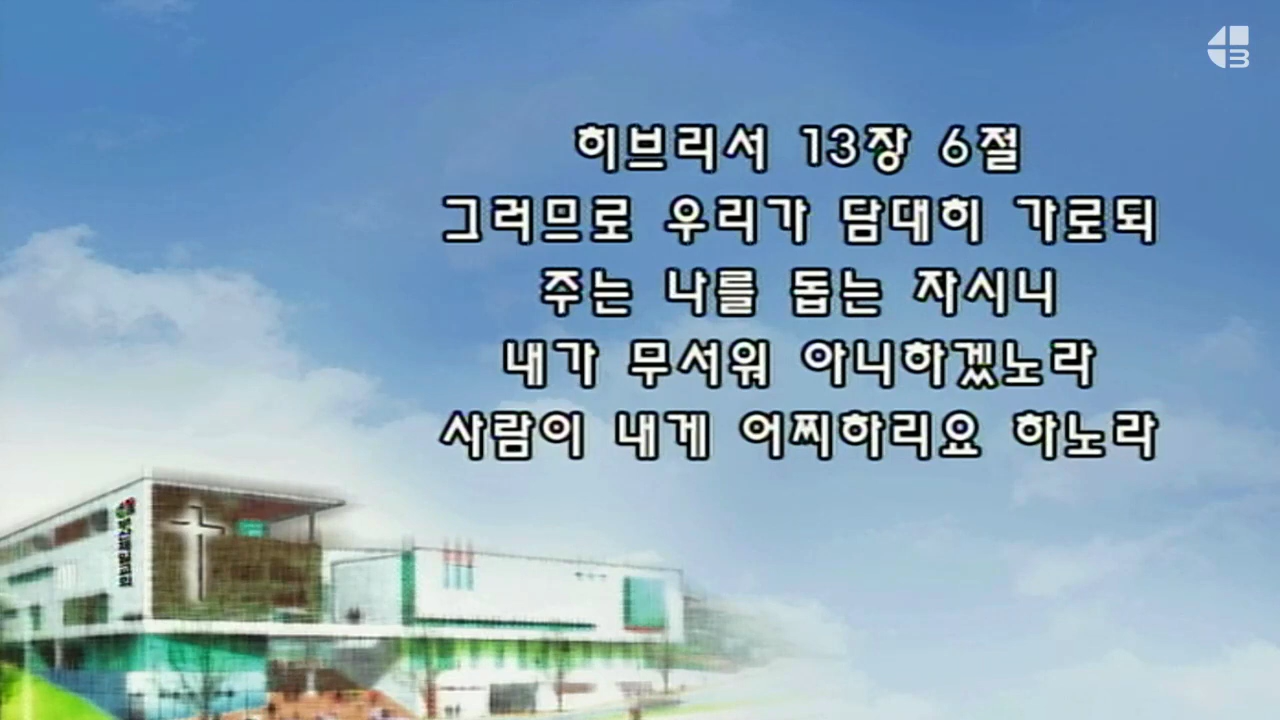 히브리서 13장 6절
그러므로 우리가 담대히 가로되
주는 나를 돕는 자시니
내가 무서워 아니하겠노라
사람이 내게 어찌하리요 하노라